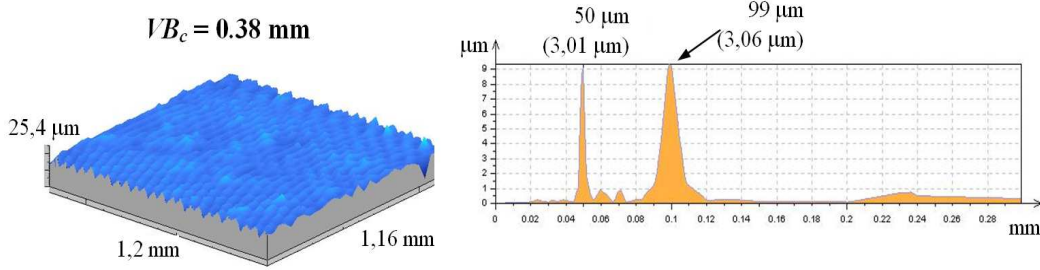 VBc = 0.38 mm
25,4 µm
1,2 mm
1,16 mm
50 µm
(3,01 µm)
99 µm
(3,06 µm)
µm
9
8
7
6
5
4
3
2
1
0
0 0.02 0.04 0.06 0.08 0.1 0.12 0.14 0.16 0.18 0.2 0.22 0.24 0.26 0.28
mm